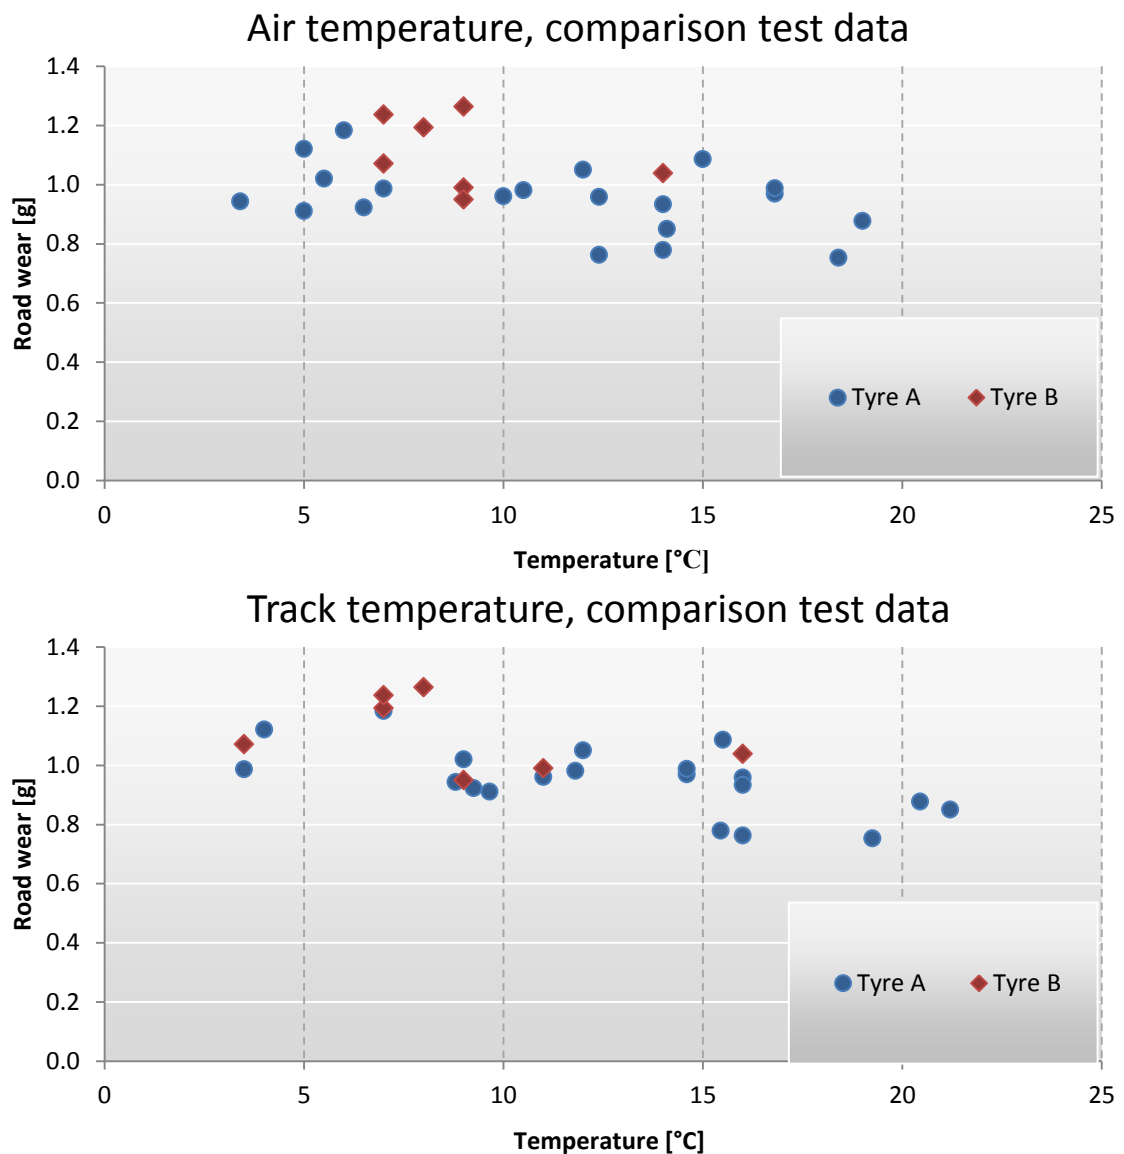 Air temperature, comparison test data
1.4
1.2
1.0
0.8
0.6
0.4
0.2
0.0
Road wear [g]
Tyre A Tyre B
0 5 10 15 20 25
Temperature [°C]
Track temperature, comparison test data
1.4
1.2
1.0
0.8
0.6
0.4
0.2
0.0
Road wear [g]
Tyre A Tyre B
0 5 10 15 20 25
Temperature [°C]